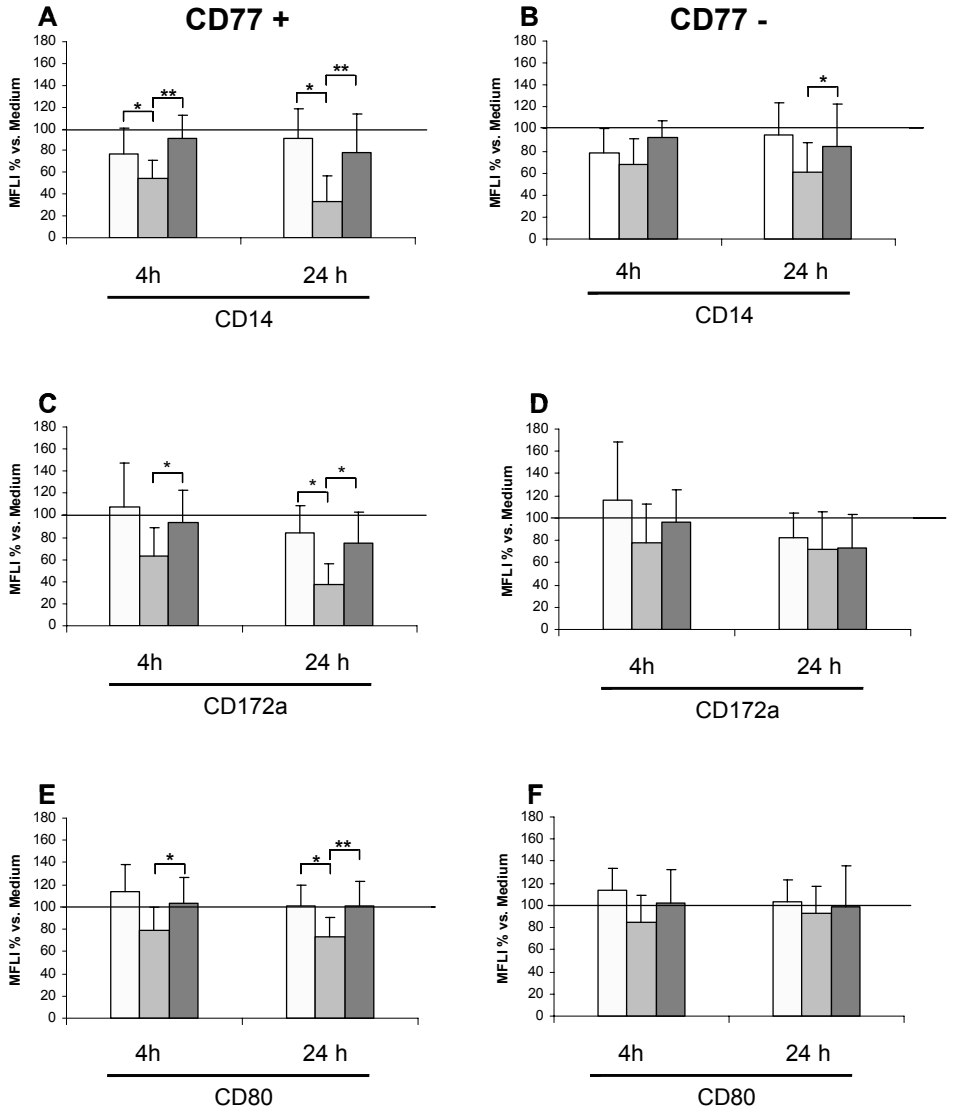 A CD77 +
B CD77 -
MFLI % vs. Medium
180
160
140
120
100
80
60
40
20
0
* ** * **
4h 24 h
CD14
MFLI % vs. Medium
180
160
140
120
100
80
60
40
20
0
*
4h 24 h
CD14
C
MFLI % vs. Medium
180
160
140
120
100
80
60
40
20
0
* * *
4h 24 h
CD172a
D
MFLI % vs. Medium
180
160
140
120
100
80
60
40
20
0
4h 24 h
CD172a
E
MFLI % vs. Medium
180
160
140
120
100
80
60
40
20
0
* * **
4h 24 h
CD80
F
MFLI % vs. Medium
180
160
140
120
100
80
60
40
20
0
4h 24 h
CD80